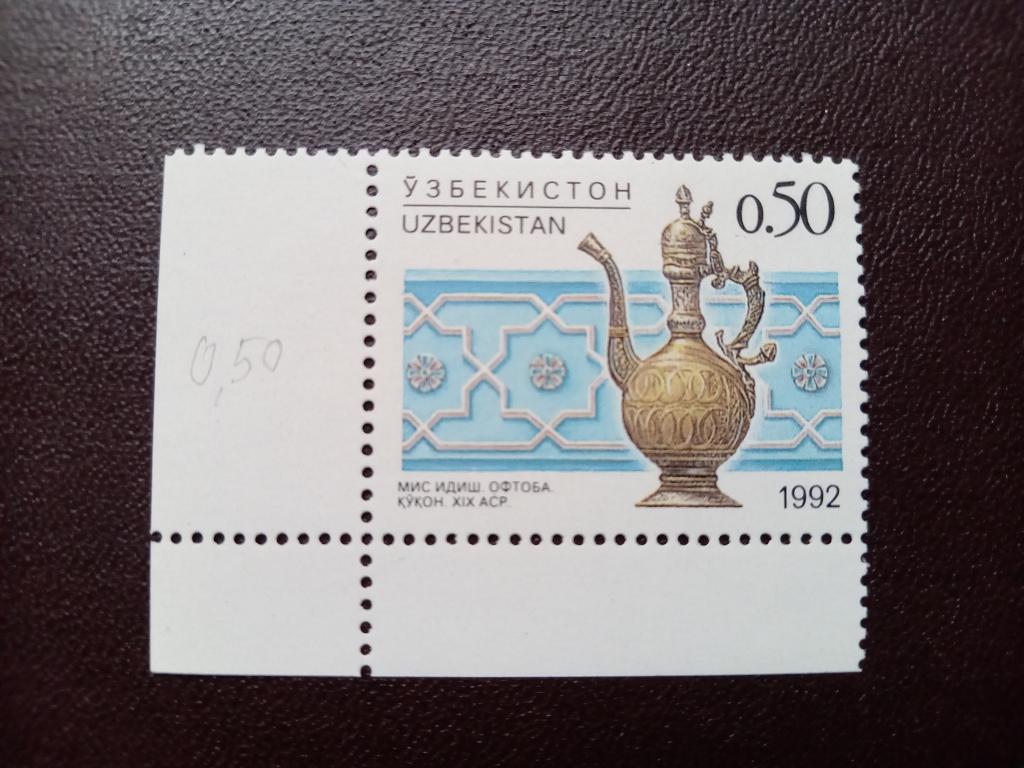 ЎЗБЕКИСТОН
UZBEKISTAN
0.50
0,50
МИС ИДИШ. ОФТОБА.
ҚЎҚОН. XIX АСР.
1992